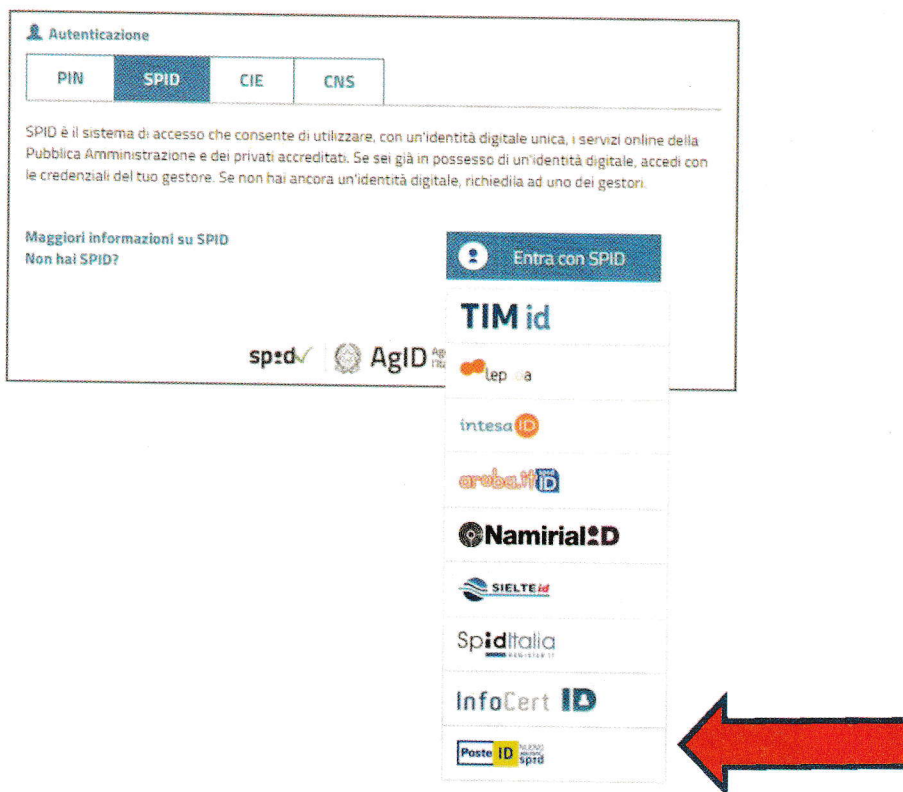 Autenticazione
PIN
SPID
CIE
CNS
SPID è il sistema di accesso che consente di utilizzare, con un'identità digitale unica, i servizi online della
Pubblica Amministrazione e dei privati accreditati. Se sei già in possesso di un'identità digitale, accedi con
le credenziali del tuo gestore. Se non hai ancora un'identità digitale, richiedila ad uno dei gestori.
Maggiori informazioni su SPID
Non hai SPID?
Entra con SPID
spid
AgID
TIM id
lep a
intesa ID
aruba.it spid ID
Namirial ID
SIELTE id
SpidItalia
REGISTER.IT
InfoCert ID
Poste ID
spid